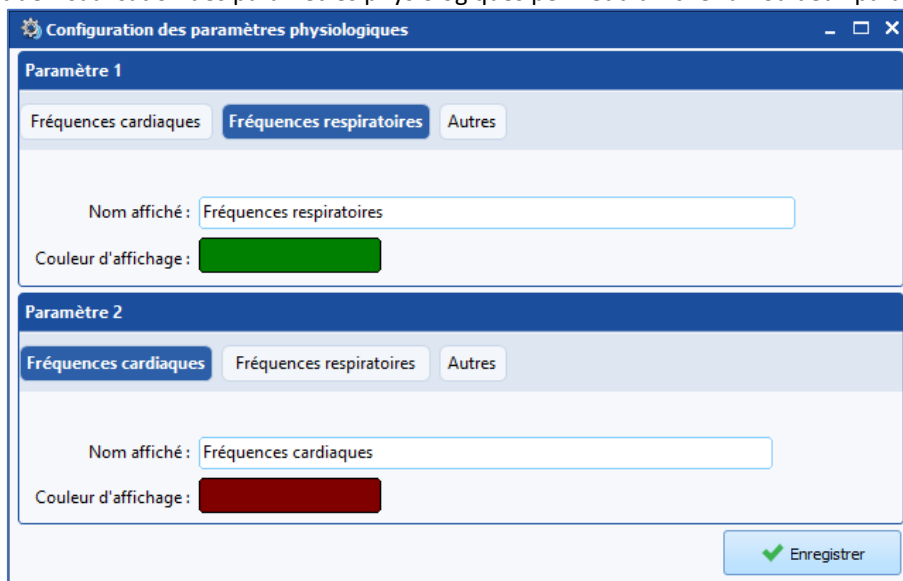 Configuration des paramètres physiologiques
Paramètre 1
Fréquences cardiaques Fréquences respiratoires Autres
Nom affiché : Fréquences respiratoires
Couleur d'affichage :
Paramètre 2
Fréquences cardiaques Fréquences respiratoires Autres
Nom affiché : Fréquences cardiaques
Couleur d'affichage :
Enregistrer